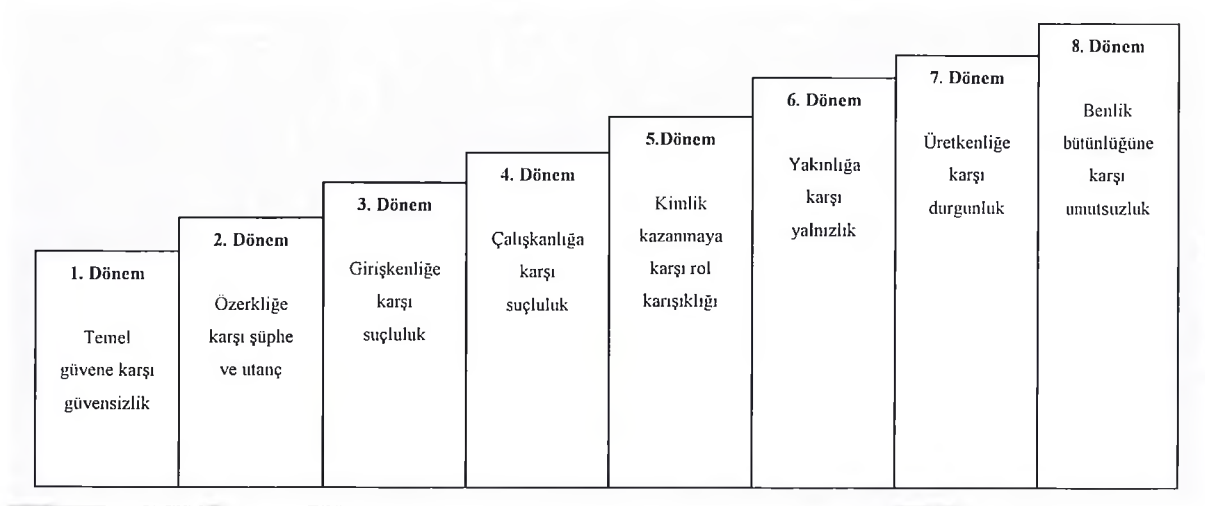 1. Dönem
Temel
güvene karşı
güvensizlik
2. Dönem
Özerkliğe
karşı şüphe
ve utanç
3. Dönem
Girişkenliğe
karşı
suçluluk
4. Dönem
Çalışkanlığa
karşı
suçluluk
5.Dönem
Kimlik
kazanmaya
karşı rol
karışıklığı
6. Dönem
Yakınlığa
karşı
yalnızlık
7. Dönem
Üretkenliğe
karşı
durgunluk
8. Dönem
Benlik
bütünlüğüne
karşı
umutsuzluk